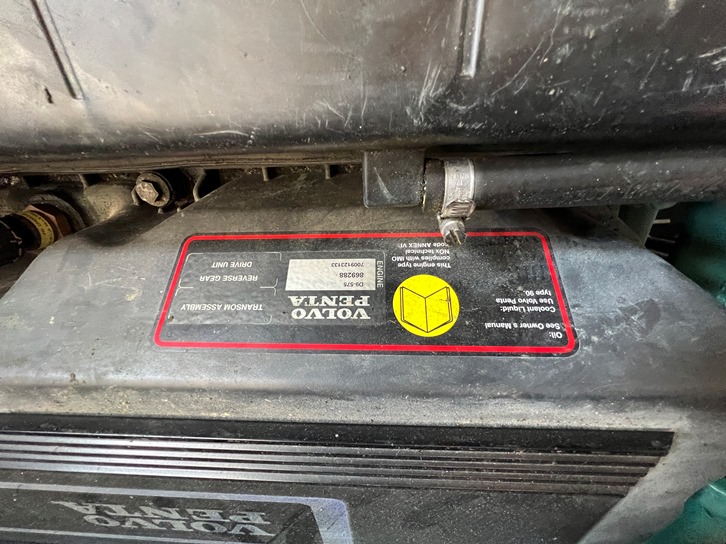 Oil:
See Owner's Manual
Coolant Liquid:
Use Volvo Penta
type 90.
This engine type
complies with IMO
NOx technical
code ANNEX VI
VOLVO
PENTA
ENGINE
D9-575
869288
7009123133
TRANSOM ASSEMBLY
REVERSE GEAR
DRIVE UNIT
VOLVO
PENTA